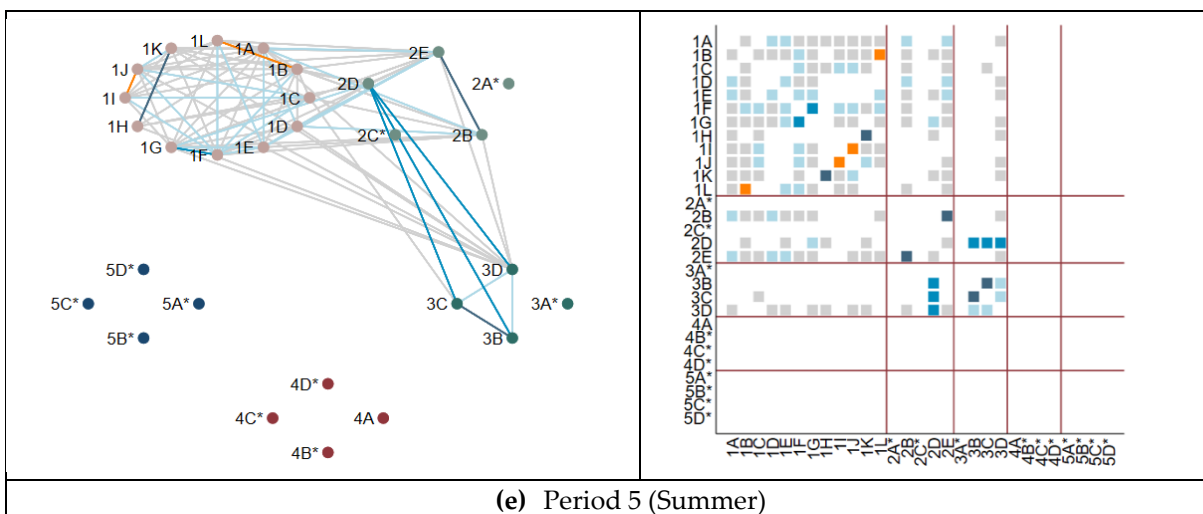 1L
1K
1A
2E
1J
1B
2D
2A*
1I
1C
1H
1D
2C*
2B
1G
1F
1E
5D*
3D
5C*
5A*
3C
3A*
5B*
3B
4D*
4C*
4A
4B*
1A
1B
1C
1D
1E
1F
1G
1H
1I
1J
1K
1L
2A*
2B
2C*
2D
2E
3A*
3B
3C
3D
4A
4B*
4C*
4D*
5A*
5B*
5C*
5D*
1A
1B
1C
1D
1E
1F
1G
1H
1I
1J
1K
1L
2A*
2B
2C*
2D
2E
3A*
3B
3C
3D
4A
4B*
4C*
4D*
5A*
5B*
5C*
5D*
(e) Period 5 (Summer)